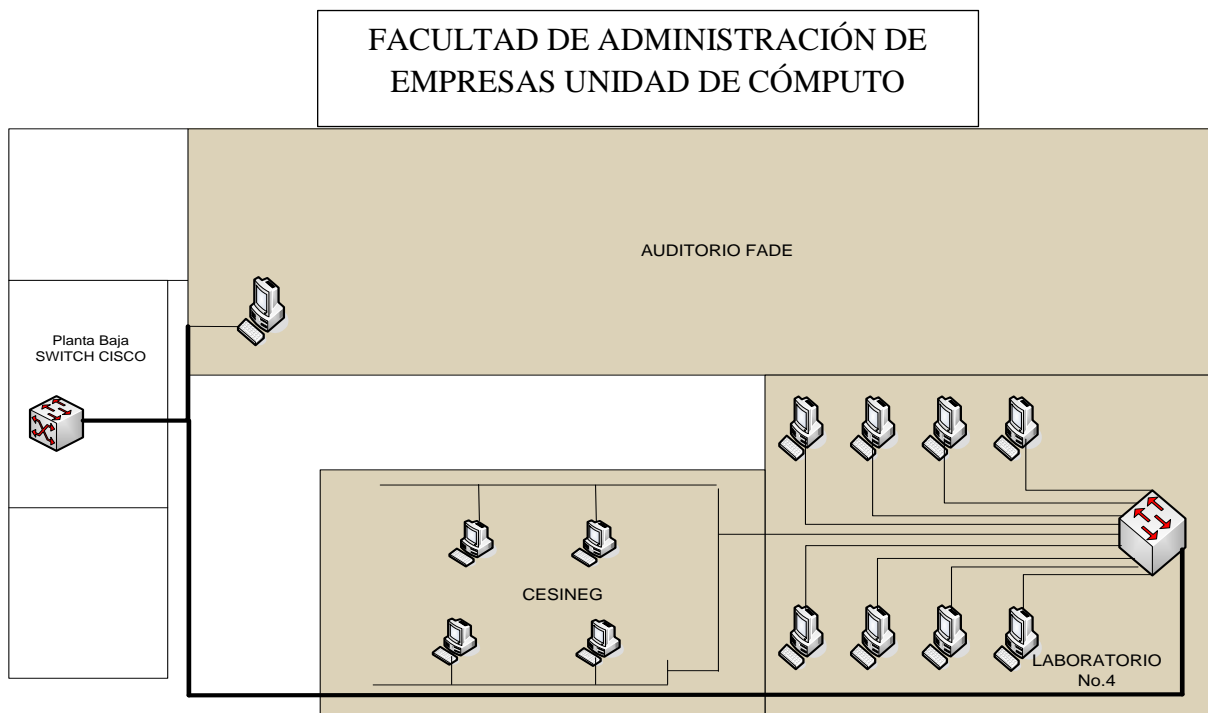 FACULTAD DE ADMINISTRACIÓN DE
EMPRESAS UNIDAD DE CÓMPUTO
AUDITORIO FADE
Planta Baja
SWITCH CISCO
CESINEG
LABORATORIO
No.4